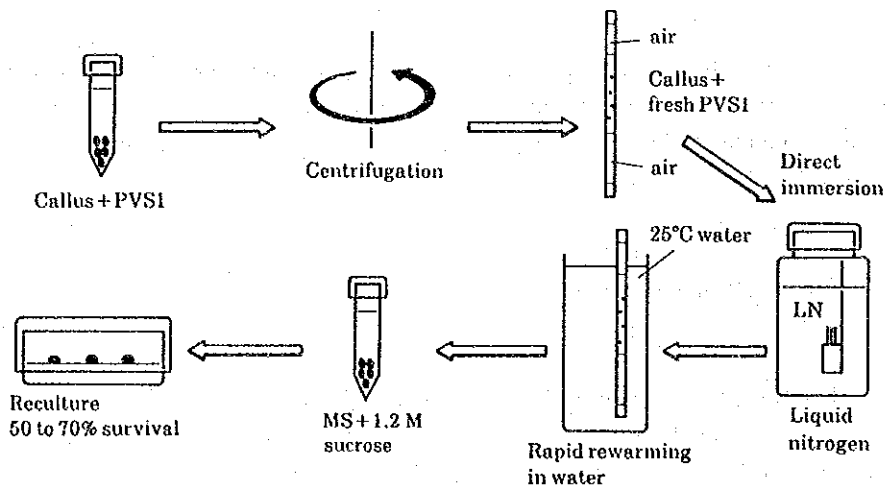 Callus+PVS1
Centrifugation
air
Callus+
fresh PVS1
air
Direct
immersion
LN
Liquid
nitrogen
25°C water
Rapid rewarming
in water
MS+1.2 M
sucrose
Reculture
50 to 70% survival